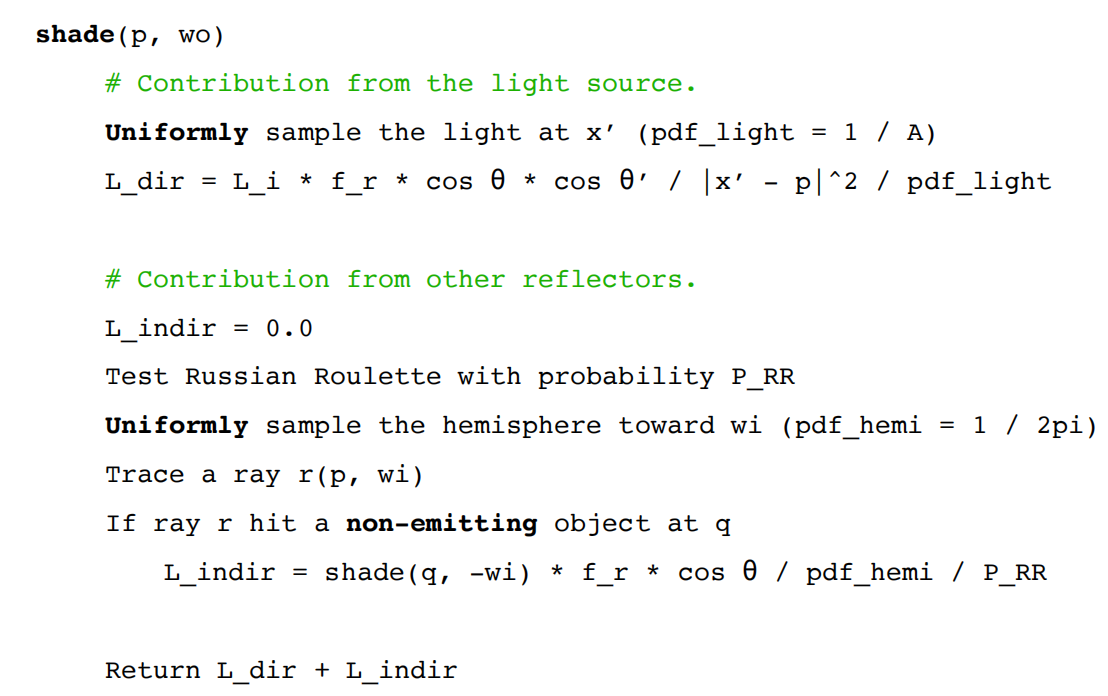 shade(p, wo)
# Contribution from the light source.
Uniformly sample the light at x′ (pdf_light = 1 / A)
L_dir = L_i * f_r * cos θ * cos θ′ / |x′ - p|^2 / pdf_light
# Contribution from other reflectors.
L_indir = 0.0
Test Russian Roulette with probability P_RR
Uniformly sample the hemisphere toward wi (pdf_hemi = 1 / 2pi)
Trace a ray r(p, wi)
If ray r hit a non-emitting object at q
L_indir = shade(q, -wi) * f_r * cos θ / pdf_hemi / P_RR
Return L_dir + L_indir